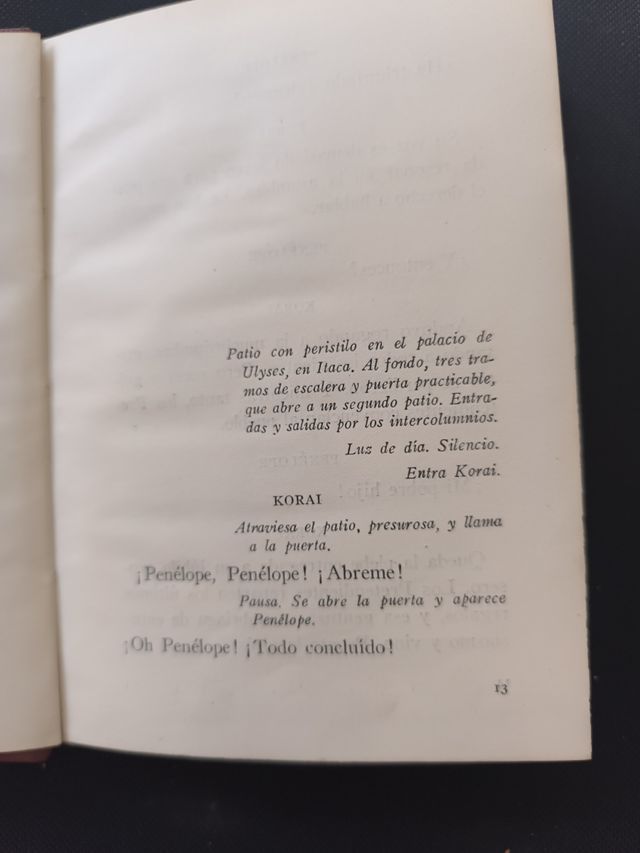 Patio con peristilo en el palacio de
Ulyses, en Itaca. Al fondo, tres tra-
mos de escalera y puerta practicable,
que abre a un segundo patio. Entra-
das y salidas por los intercolumnios.
Luz de día. Silencio.
Entra Korai.
KORAI
Atraviesa el patio, presurosa, y llama
a la puerta.
¡Penélope, Penélope! ¡Abreme!
Pausa. Se abre la puerta y aparece
Penélope.
¡Oh Penélope! ¡Todo concluído!
13